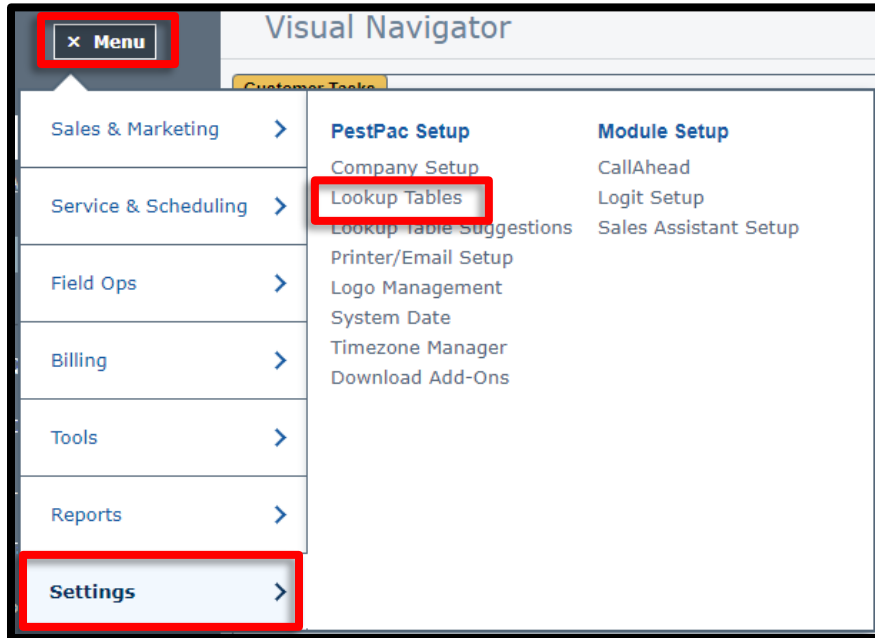 × Menu
Visual Navigator
Customer Tasks
Sales & Marketing
Service & Scheduling
Field Ops
Billing
Tools
Reports
Settings
PestPac Setup
Company Setup
Lookup Tables
Lookup Table Suggestions
Printer/Email Setup
Logo Management
System Date
Timezone Manager
Download Add-Ons
Module Setup
CallAhead
Logit Setup
Sales Assistant Setup